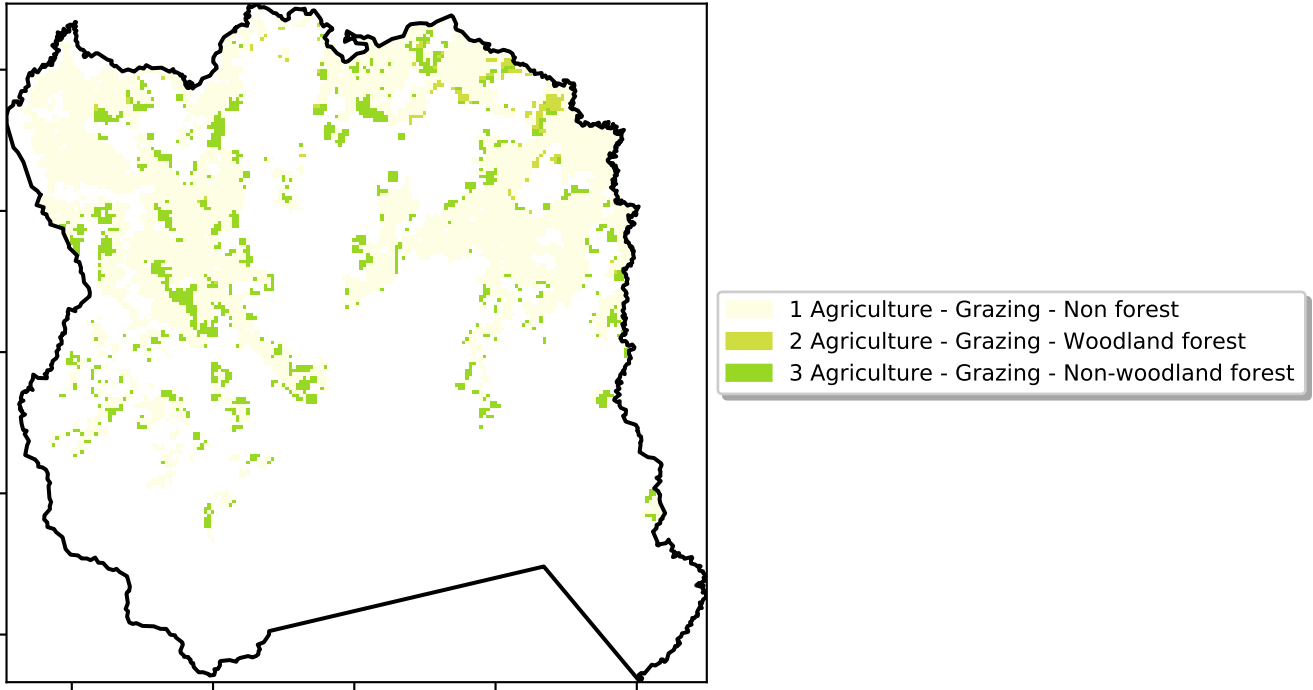 1 Agriculture - Grazing - Non forest
2 Agriculture - Grazing - Woodland forest
3 Agriculture - Grazing - Non-woodland forest